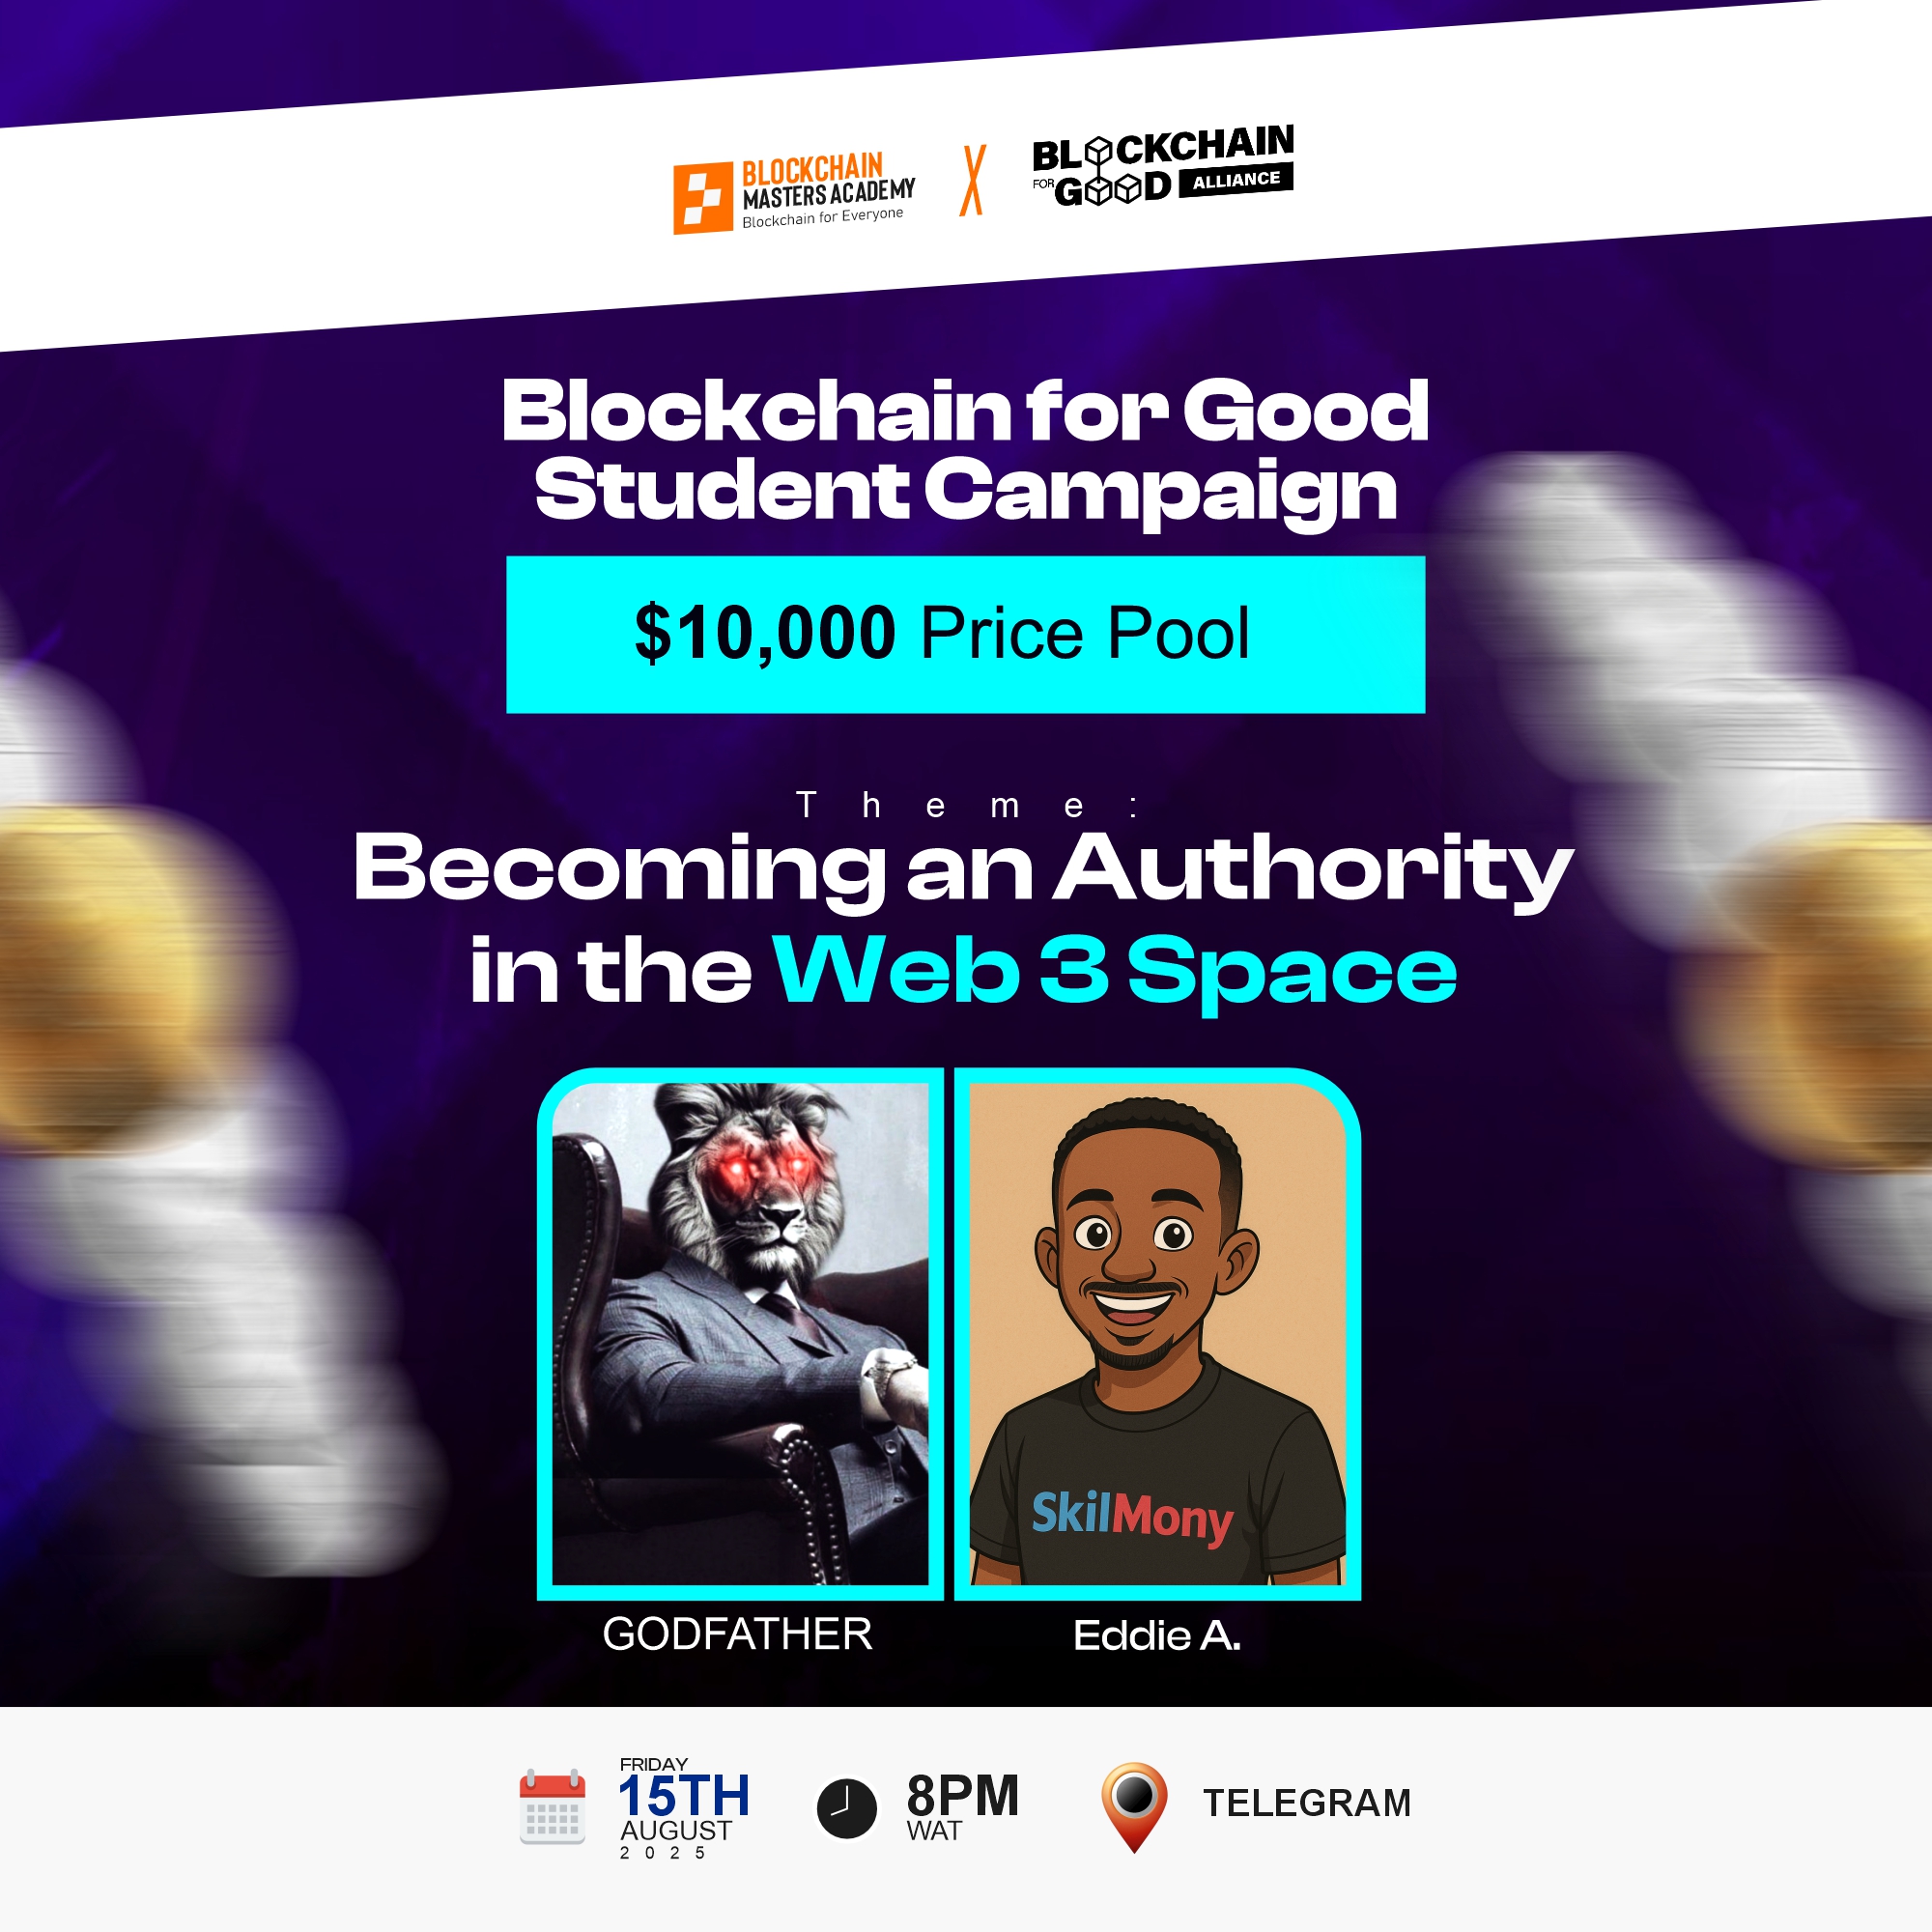 BLOCKCHAIN
MASTERS ACADEMY
Blockchain for Everyone
X
BLOCKCHAIN
FOR GOOD ALLIANCE
Blockchain for Good
Student Campaign
$10,000 Price Pool
Theme:
Becoming an Authority
in the Web 3 Space
SkilMony
GODFATHER
Eddie A.
FRIDAY
15TH
AUGUST
2025
8PM
WAT
TELEGRAM